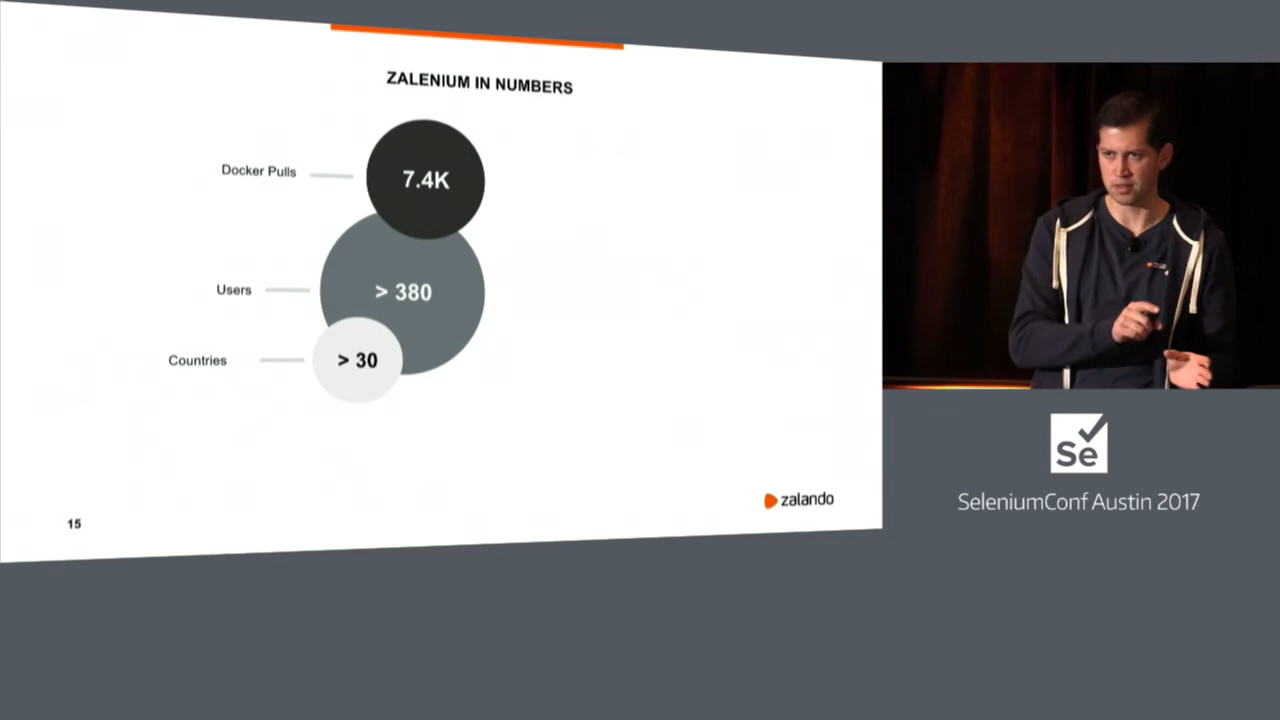 ZALENIUM IN NUMBERS
Docker Pulls
7.4K
Users
> 380
Countries
> 30
zalando
15
Se
SeleniumConf Austin 2017